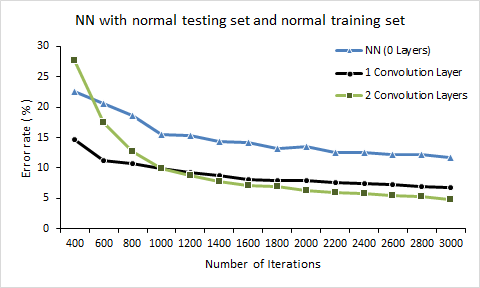 NN with normal testing set and normal training set
30
25
20
15
10
5
0
Error rate ( % )
NN (0 Layers)
1 Convolution Layer
2 Convolution Layers
400 600 800 1000 1200 1400 1600 1800 2000 2200 2400 2600 2800 3000
Number of Iterations